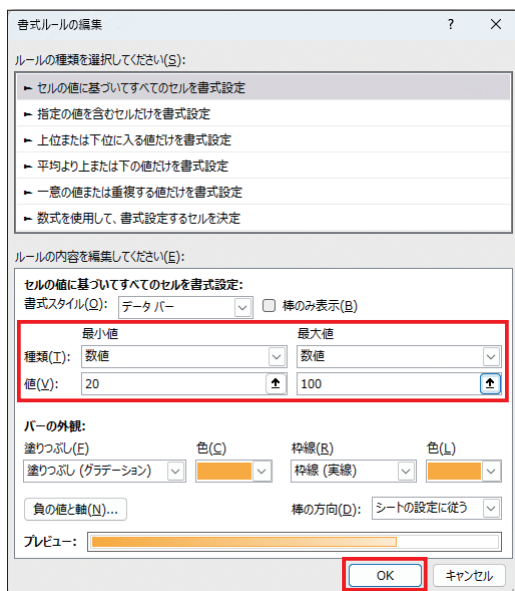 書式ルールの編集 ? ×
ルールの種類を選択してください(S):
► セルの値に基づいてすべてのセルを書式設定
► 指定の値を含むセルだけを書式設定
► 上位または下位に入る値だけを書式設定
► 平均より上または下の値だけを書式設定
► 一意の値または重複する値だけを書式設定
► 数式を使用して、書式設定するセルを決定
ルールの内容を編集してください(E):
セルの値に基づいてすべてのセルを書式設定:
書式スタイル(O): データ バー 棒のみ表示(B)
最小値 最大値
種類(T): 数値 数値
値(V): 20 100
バーの外観:
塗りつぶし(F) 色(C) 枠線(R) 色(L)
塗りつぶし (グラデーション) 枠線 (実線)
負の値と軸(N)... 棒の方向(D): シートの設定に従う
プレビュー:
OK キャンセル